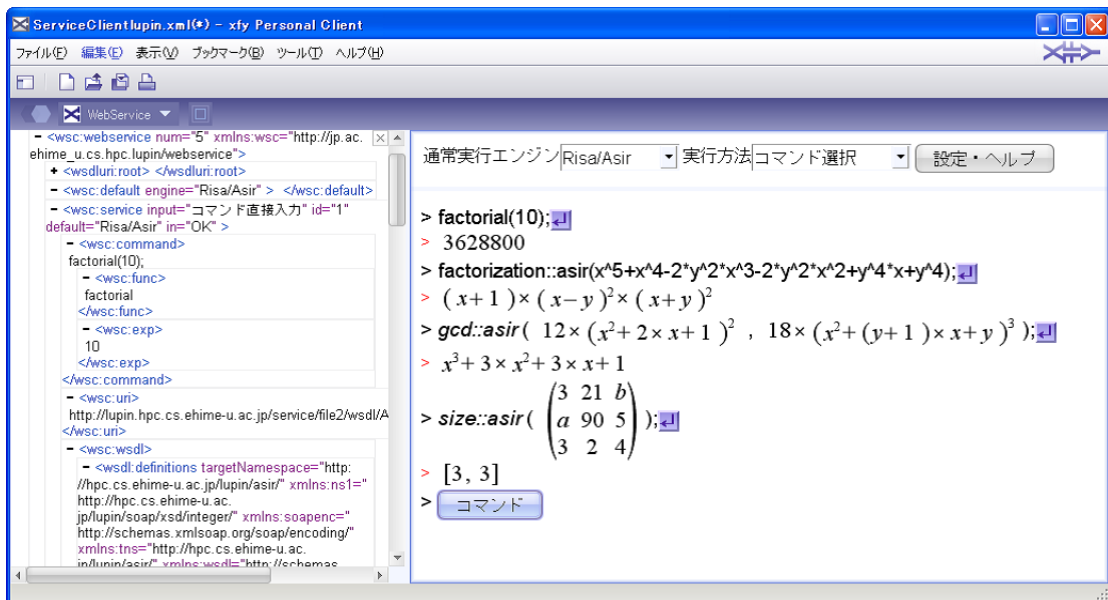 ServiceClientlupin.xml(*) - xfy Personal Client
ファイル(F) 編集(E) 表示(V) ブックマーク(B) ツール(T) ヘルプ(H)
WebService
- <wsc:webservice num="5" xmlns:wsc="http://jp.ac.
ehime_u.cs.hpc.lupin/webservice">
+ <wsdluri:root> </wsdluri:root>
- <wsc:default engine="Risa/Asir" > </wsc:default>
- <wsc:service input="コマンド直接入力" id="1"
default="Risa/Asir" in="OK" >
- <wsc:command>
factorial(10);
- <wsc:func>
factorial
</wsc:func>
- <wsc:exp>
10
</wsc:exp>
</wsc:command>
- <wsc:uri>
http://lupin.hpc.cs.ehime-u.ac.jp/service/file2/wsdl/A
</wsc:uri>
- <wsc:wsdl>
- <wsdl:definitions targetNamespace="http:
//hpc.cs.ehime-u.ac.jp/lupin/asir/" xmlns:ns1="
http://hpc.cs.ehime-u.ac.
jp/lupin/soap/xsd/integer/" xmlns:soapenc="
http://schemas.xmlsoap.org/soap/encoding/"
xmlns:tns="http://hpc.cs.ehime-u.ac.
jp/lupin/asir/" xmlns:wsdl="http://schemas
通常実行エンジン Risa/Asir 実行方法 コマンド選択 設定・ヘルプ
> factorial(10);
> 3628800
> factorization::asir(x^5+x^4-2*y^2*x^3-2*y^2*x^2+y^4*x+y^4);
> (x+1)×(x−y)²×(x+y)²
> gcd::asir( 12×(x²+2×x+1)² , 18×(x²+(y+1)×x+y)³ );
> x³+3×x²+3×x+1
> size::asir(
3 21 b
a 90 5
3 2 4
);
> [3, 3]
> コマンド